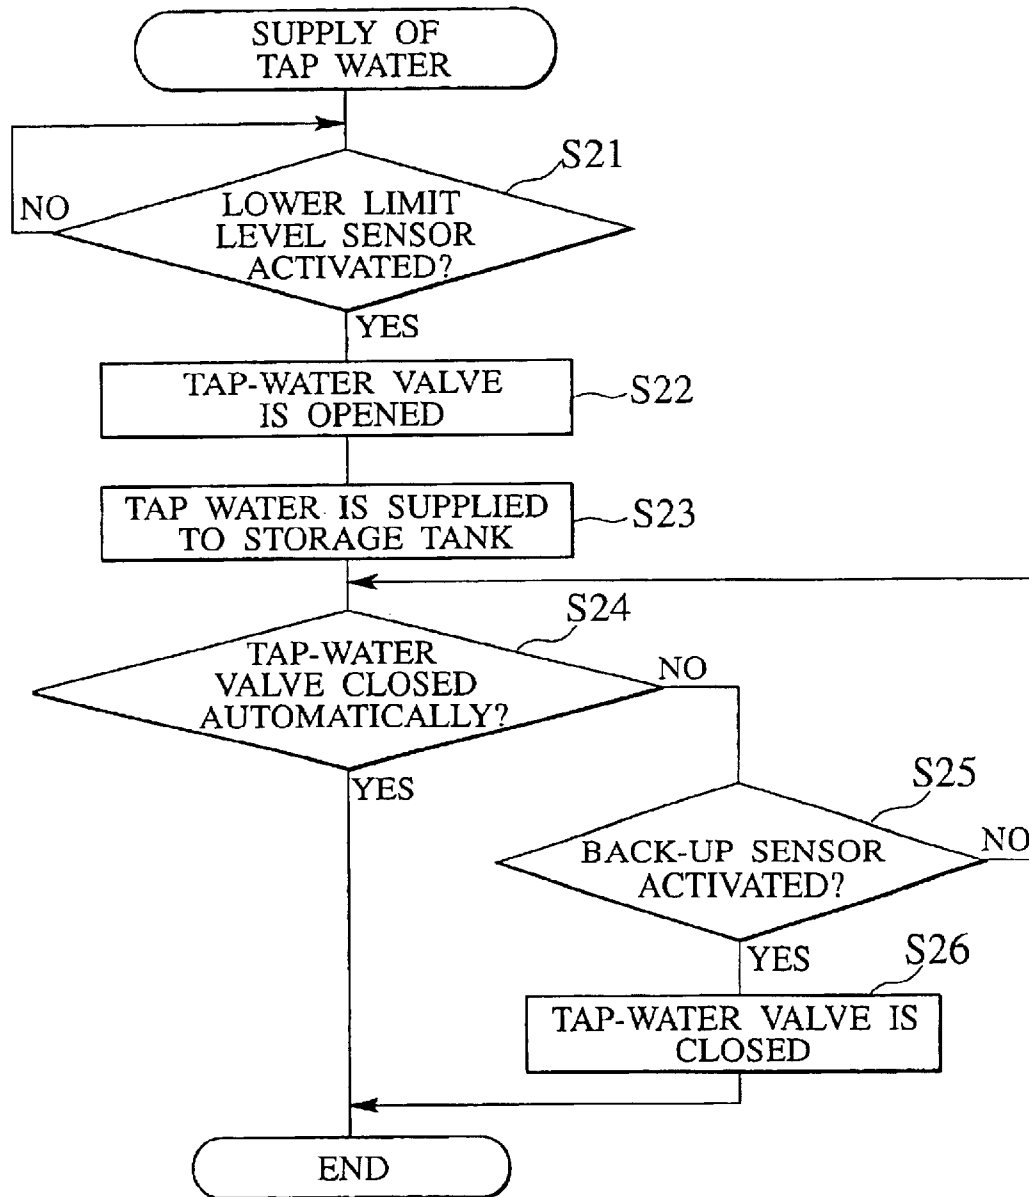 SUPPLY OF
TAP WATER
S21
NO
LOWER LIMIT
LEVEL SENSOR
ACTIVATED?
YES
TAP-WATER VALVE
IS OPENED
S22
TAP WATER IS SUPPLIED
TO STORAGE TANK
S23
S24
TAP-WATER
VALVE CLOSED
AUTOMATICALLY?
NO
YES
S25
BACK-UP SENSOR
ACTIVATED?
NO
YES
S26
TAP-WATER VALVE IS
CLOSED
END